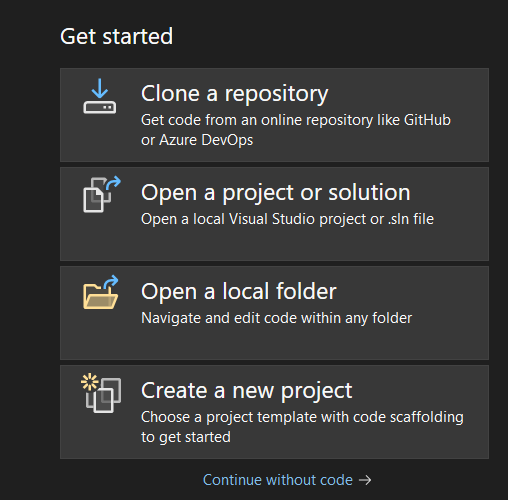 Get started
Clone a repository
Get code from an online repository like GitHub
or Azure DevOps
Open a project or solution
Open a local Visual Studio project or .sln file
Open a local folder
Navigate and edit code within any folder
Create a new project
Choose a project template with code scaffolding
to get started
Continue without code →